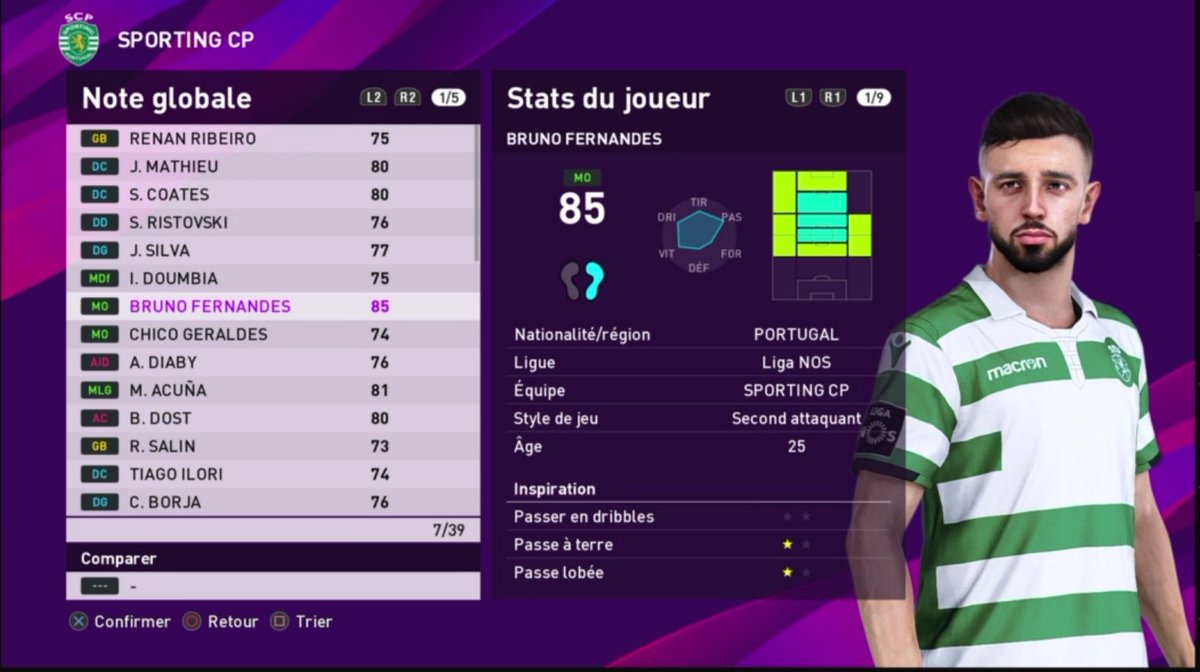 SCP
SPORTING CP
Note globale L2 R2 1/5
GB RENAN RIBEIRO 75
DC J. MATHIEU 80
DC S. COATES 80
DD S. RISTOVSKI 76
DG J. SILVA 77
MDf I. DOUMBIA 75
MO BRUNO FERNANDES 85
MO CHICO GERALDES 74
AiD A. DIABY 76
MLG M. ACUÑA 81
AC B. DOST 80
GB R. SALIN 73
DC TIAGO ILORI 74
DG C. BORJA 76
7/39
Comparer
--- -
Confirmer Retour Trier
Stats du joueur L1 R1 1/9
BRUNO FERNANDES
MO
85
TIR
DRI PAS
VIT FOR
DÉF
Nationalité/région PORTUGAL
Ligue Liga NOS
Équipe SPORTING CP
Style de jeu Second attaquant
Âge 25
Inspiration
Passer en dribbles
Passe à terre
Passe lobée
macron
LIGA